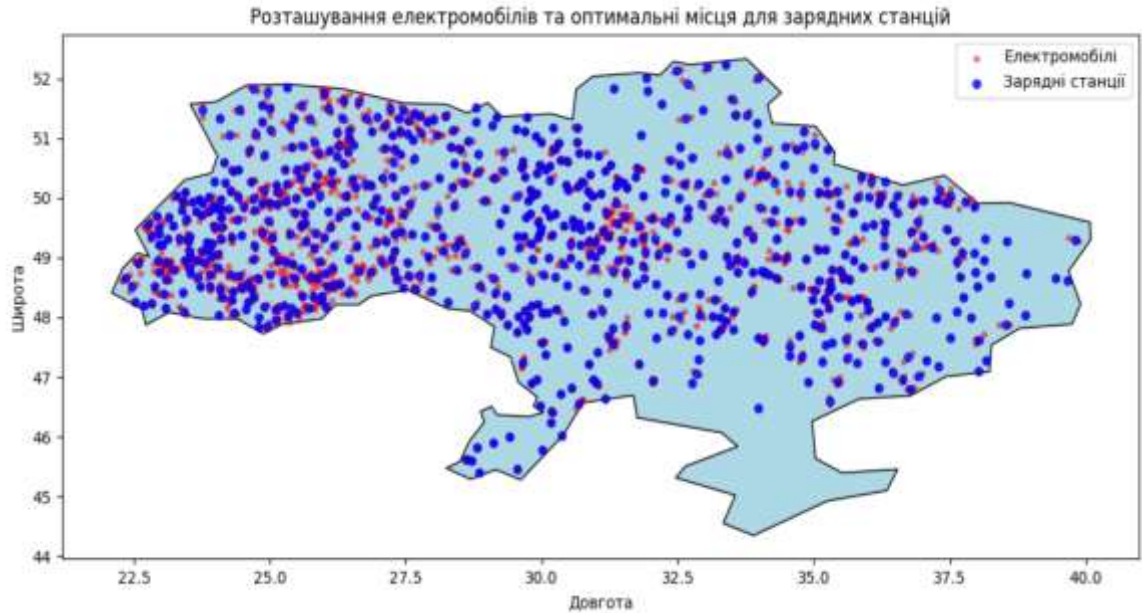 Розташування електромобілів та оптимальні місця для зарядних станцій
Електромобілі
Зарядні станції
52
51
50
49
48
47
46
45
44
Широта
22.5 25.0 27.5 30.0 32.5 35.0 37.5 40.0
Довгота